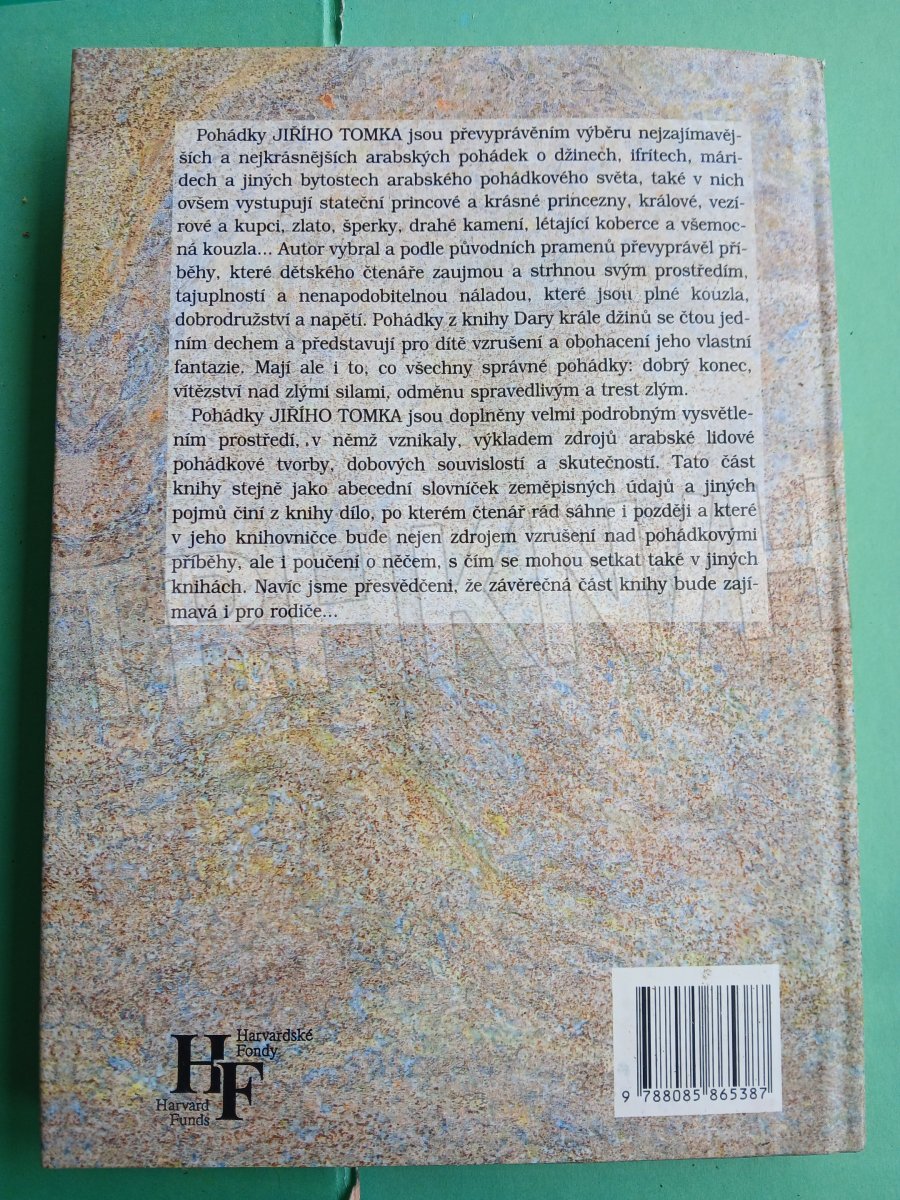 Pohádky JIŘÍHO TOMKA jsou převyprávěním výběru nejzajímavěj-
ších a nejkrásnějších arabských pohádek o džinech, ifrítech, mári-
dech a jiných bytostech arabského pohádkového světa, také v nich
ovšem vystupují stateční princové a krásné princezny, králové, vezí-
rové a kupci, zlato, šperky, drahé kamení, létající koberce a všemoc-
ná kouzla... Autor vybral a podle původních pramenů převyprávěl pří-
běhy, které dětského čtenáře zaujmou a strhnou svým prostředím,
tajuplností a nenapodobitelnou náladou, které jsou plné kouzla,
dobrodružství a napětí. Pohádky z knihy Dary krále džinů se čtou jed-
ním dechem a představují pro dítě vzrušení a obohacení jeho vlastní
fantazie. Mají ale i to, co všechny správné pohádky: dobrý konec,
vítězství nad zlými silami, odměnu spravedlivým a trest zlým.
Pohádky JIŘÍHO TOMKA jsou doplněny velmi podrobným vysvětle-
ním prostředí, v němž vznikaly, výkladem zdrojů arabské lidové
pohádkové tvorby, dobových souvislostí a skutečností. Tato část
knihy stejně jako abecední slovníček zeměpisných údajů a jiných
pojmů činí z knihy dílo, po kterém čtenář rád sáhne i později a které
v jeho knihovničce bude nejen zdrojem vzrušení nad pohádkovými
příběhy, ale i poučení o něčem, s čím se mohou setkat také v jiných
knihách. Navíc jsme přesvědčeni, že závěrečná část knihy bude zají-
mavá i pro rodiče...
Harvardské
Fondy
HF
Harvard
Funds
9 788085 865387